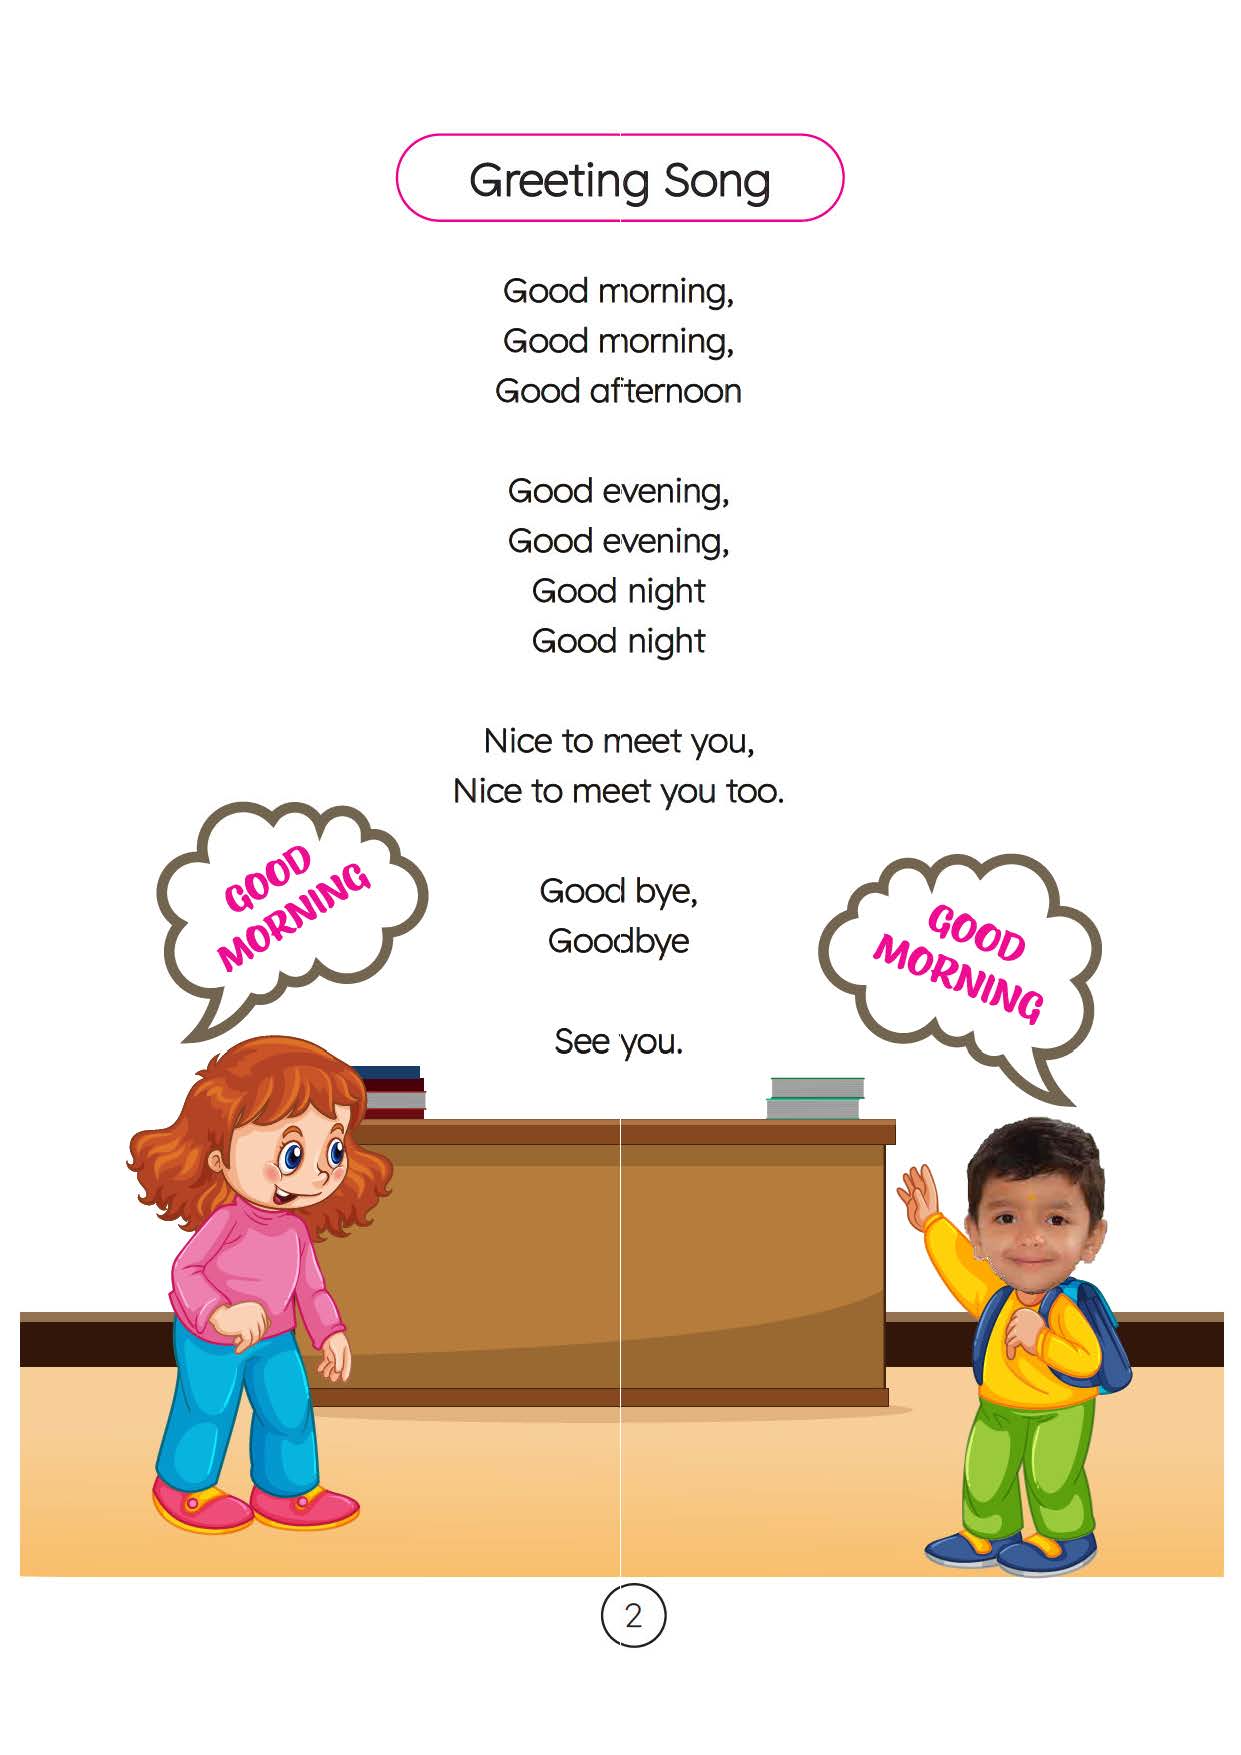 Greeting Song
Good morning,
Good morning,
Good afternoon
Good evening,
Good evening,
Good night
Good night
Nice to meet you,
Nice to meet you too.
Good bye,
Goodbye
See you.
GOOD
MORNING
GOOD
MORNING
2